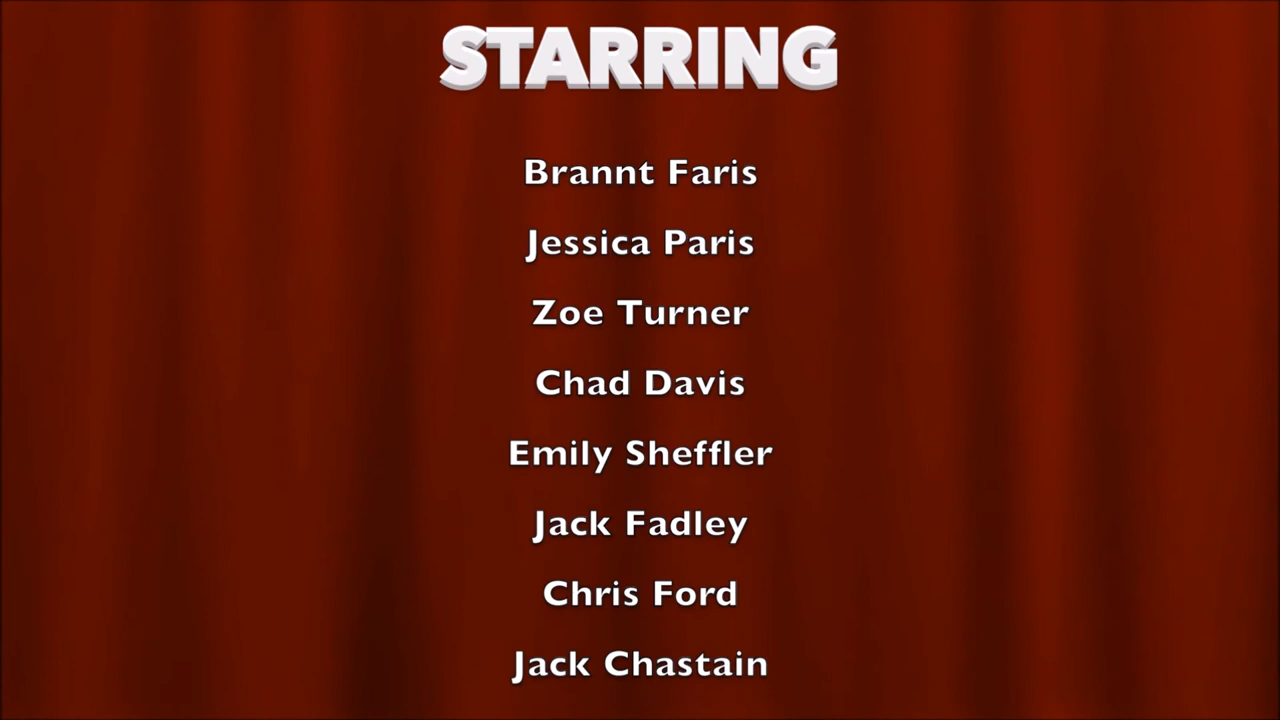 STARRING
Brannt Faris
Jessica Paris
Zoe Turner
Chad Davis
Emily Sheffler
Jack Fadley
Chris Ford
Jack Chastain